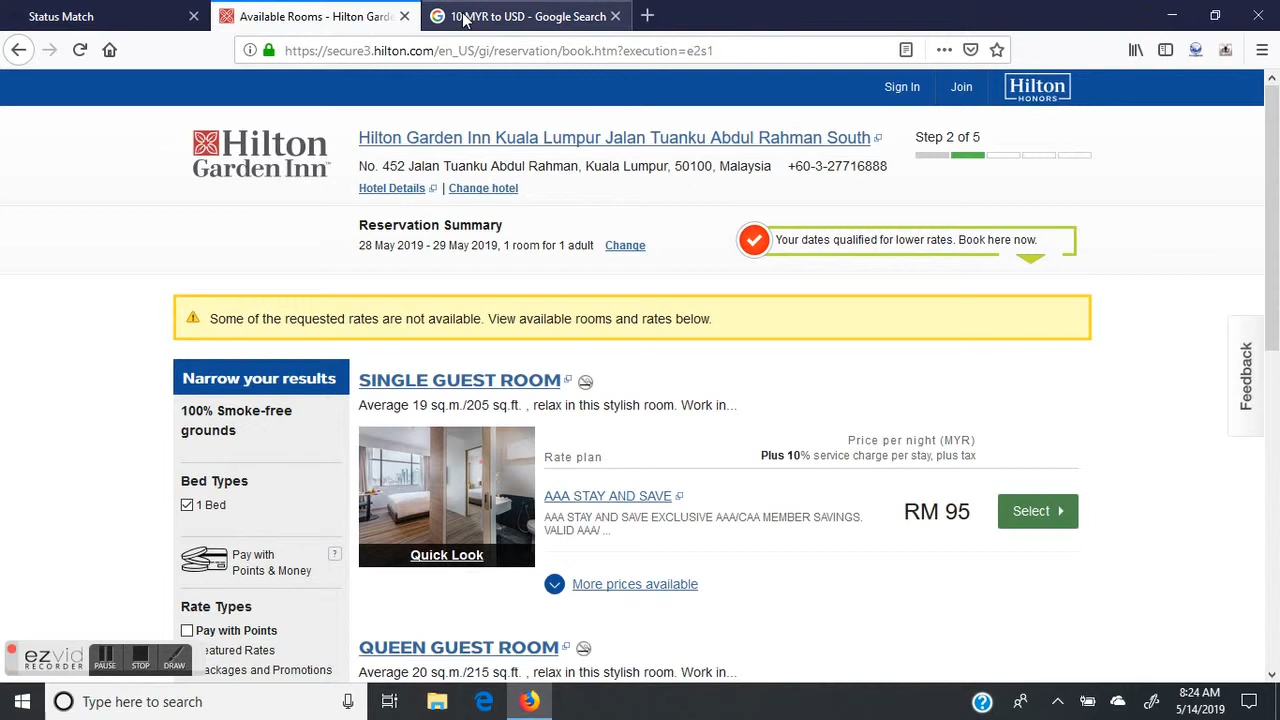 Status Match
Available Rooms - Hilton Garde
10 MYR to USD - Google Search
https://secure3.hilton.com/en_US/gi/reservation/book.htm?execution=e2s1
Sign In
Join
Hilton
HONORS
Hilton
Garden Inn™
Hilton Garden Inn Kuala Lumpur Jalan Tuanku Abdul Rahman South
Step 2 of 5
No. 452 Jalan Tuanku Abdul Rahman, Kuala Lumpur, 50100, Malaysia +60-3-27716888
Hotel Details | Change hotel
Reservation Summary
28 May 2019 - 29 May 2019, 1 room for 1 adult Change
Your dates qualified for lower rates. Book here now.
Some of the requested rates are not available. View available rooms and rates below.
Feedback
Narrow your results
100% Smoke-free
grounds
Bed Types
1 Bed
Pay with
Points & Money
?
Rate Types
Pay with Points
eatured Rates
ackages and Promotions
SINGLE GUEST ROOM
Average 19 sq.m./205 sq.ft. , relax in this stylish room. Work in...
Quick Look
Rate plan
Price per night (MYR)
Plus 10% service charge per stay, plus tax
AAA STAY AND SAVE
AAA STAY AND SAVE EXCLUSIVE AAA/CAA MEMBER SAVINGS.
VALID AAA/ ...
RM 95
Select
More prices available
QUEEN GUEST ROOM
Average 20 sq.m./215 sq.ft. , relax in this stylish room. Work in...
ezvid
RECORDER
PAUSE
STOP
DRAW
Type here to search
8:24 AM
5/14/2019